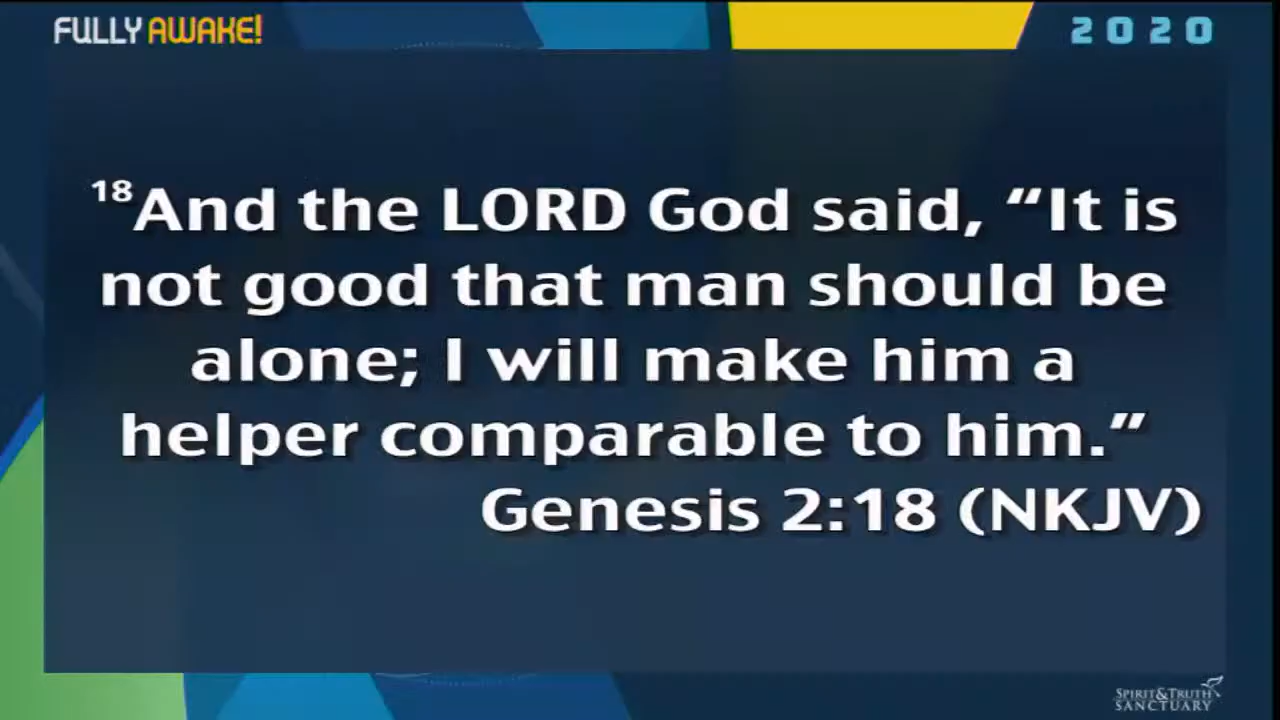 FULLY AWAKE!
2020
18And the LORD God said, “It is
not good that man should be
alone; I will make him a
helper comparable to him.”
Genesis 2:18 (NKJV)
SPIRIT&TRUTH
SANCTUARY